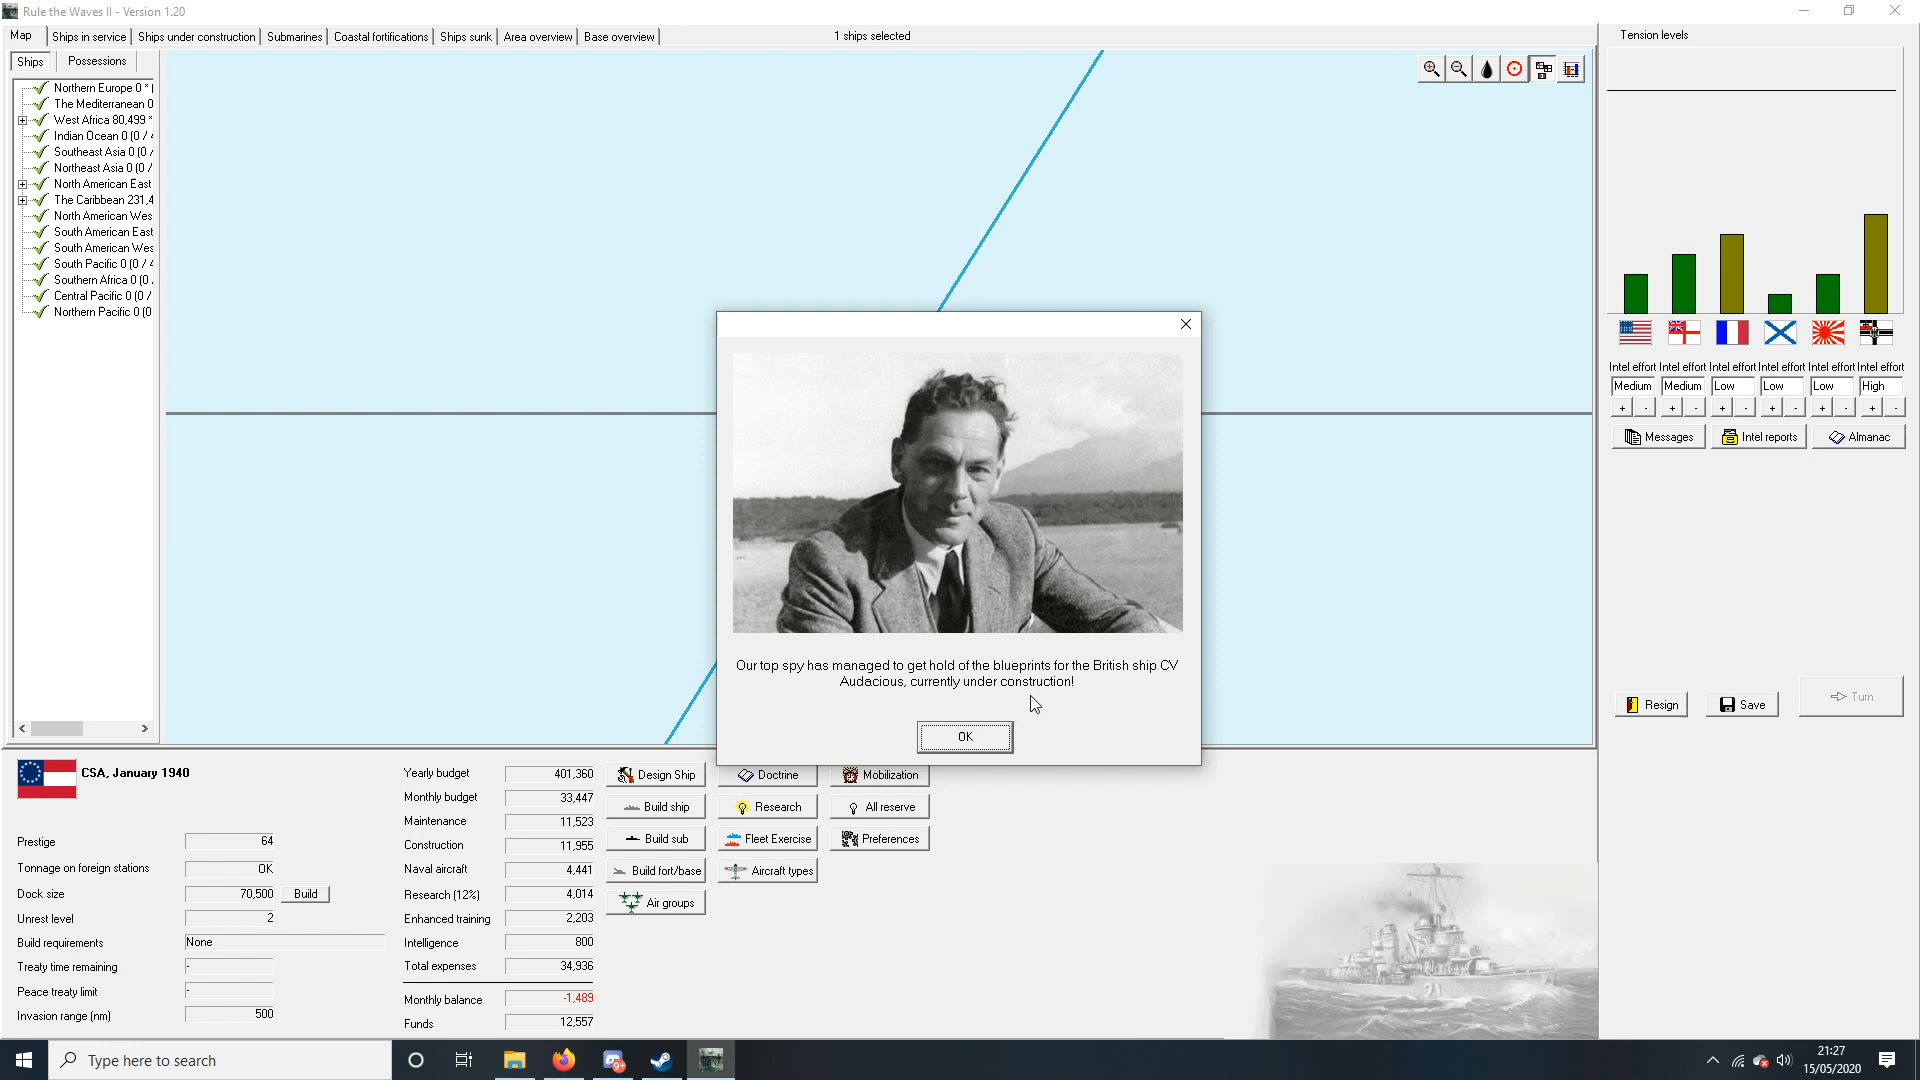 Rule the Waves II - Version 1.20
Map
Ships in service
Ships under construction
Submarines
Coastal fortifications
Ships sunk
Area overview
Base overview
1 ships selected
Tension levels
Ships
Possessions
Northern Europe 0 * (
The Mediterranean 0
West Africa 80,499 *
Indian Ocean 0 (0 / 4
Southeast Asia 0 (0 /
Northeast Asia 0 (0 /
North American East
The Caribbean 231,4
North American Wes
South American East
South American Wes
South Pacific 0 (0 / 4
Southern Africa 0 (0 .
Central Pacific 0 (0 /
Northern Pacific 0 (0
Our top spy has managed to get hold of the blueprints for the British ship CV
Audacious, currently under construction!
OK
Intel effort Intel effort Intel effort Intel effort Intel effort Intel effort
Medium Medium Low Low Low High
+ - + - + - + - + - + -
Messages
Intel reports
Almanac
Resign
Save
Turn
CSA, January 1940
Prestige 64
Tonnage on foreign stations OK
Dock size 70,500 Build
Unrest level 2
Build requirements None
Treaty time remaining -
Peace treaty limit -
Invasion range (nm) 500
Yearly budget 401,360
Monthly budget 33,447
Maintenance 11,523
Construction 11,955
Naval aircraft 4,441
Research (12%) 4,014
Enhanced training 2,203
Intelligence 800
Total expenses 34,936
Monthly balance -1,489
Funds 12,557
Design Ship
Doctrine
Mobilization
Build ship
Research
All reserve
Build sub
Fleet Exercise
Preferences
Build fort/base
Aircraft types
Air groups
Type here to search
9+
21:27
15/05/2020